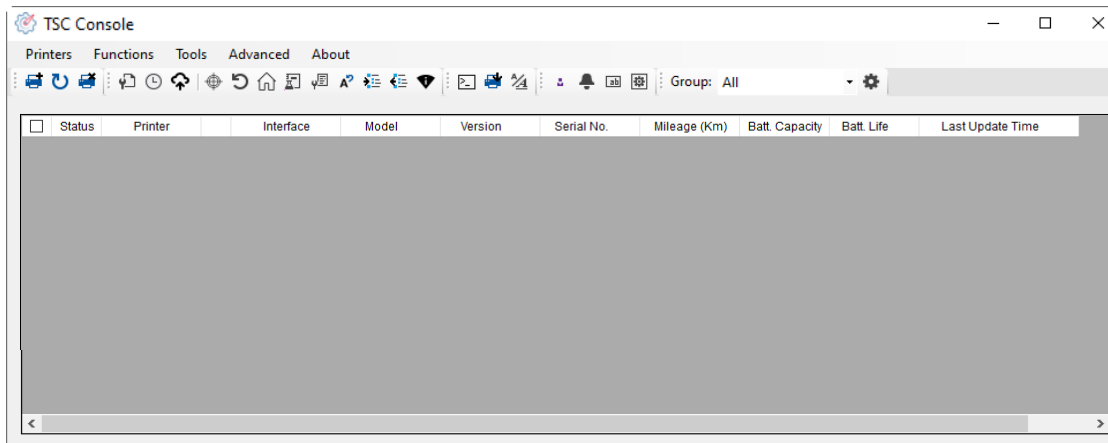 TSC Console
Printers Functions Tools Advanced About
Group: All
Status Printer Interface Model Version Serial No. Mileage (Km) Batt. Capacity Batt. Life Last Update Time